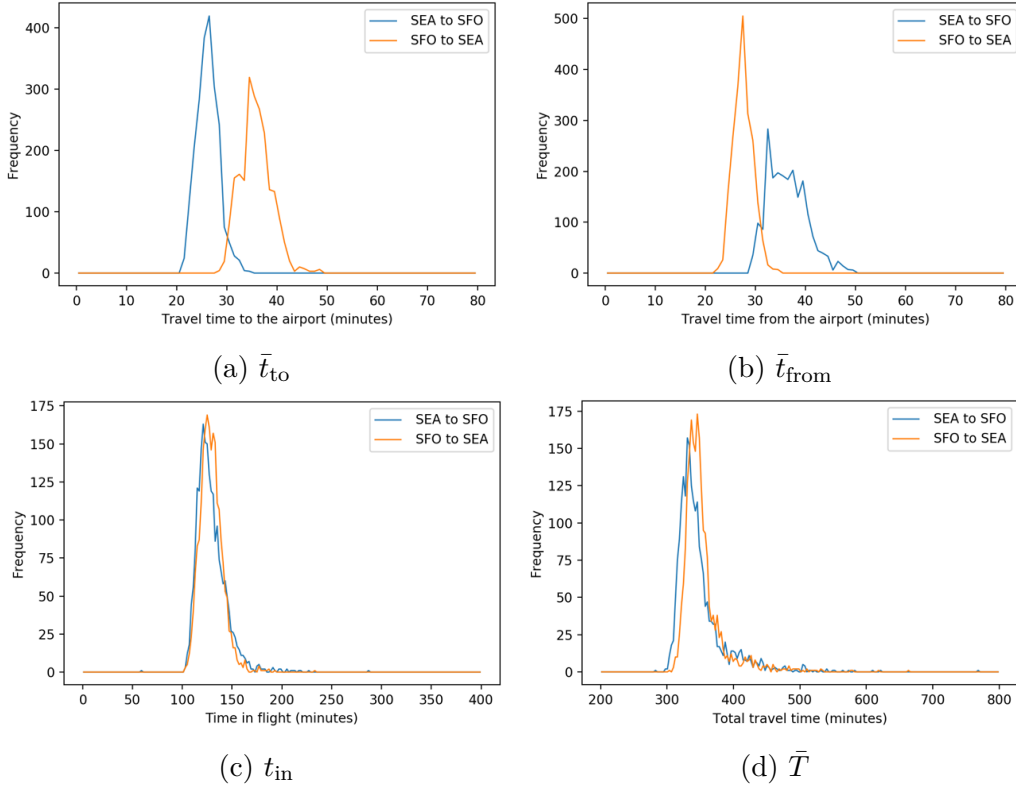 400
300
200
100
0
Frequency
SEA to SFO
SFO to SEA
0 10 20 30 40 50 60 70 80
Travel time to the airport (minutes)
(a) t̄to
500
400
300
200
100
0
Frequency
SEA to SFO
SFO to SEA
0 10 20 30 40 50 60 70 80
Travel time from the airport (minutes)
(b) t̄from
175
150
125
100
75
50
25
0
Frequency
SEA to SFO
SFO to SEA
0 50 100 150 200 250 300 350 400
Time in flight (minutes)
(c) tin
175
150
125
100
75
50
25
0
Frequency
SEA to SFO
SFO to SEA
200 300 400 500 600 700 800
Total travel time (minutes)
(d) T̄